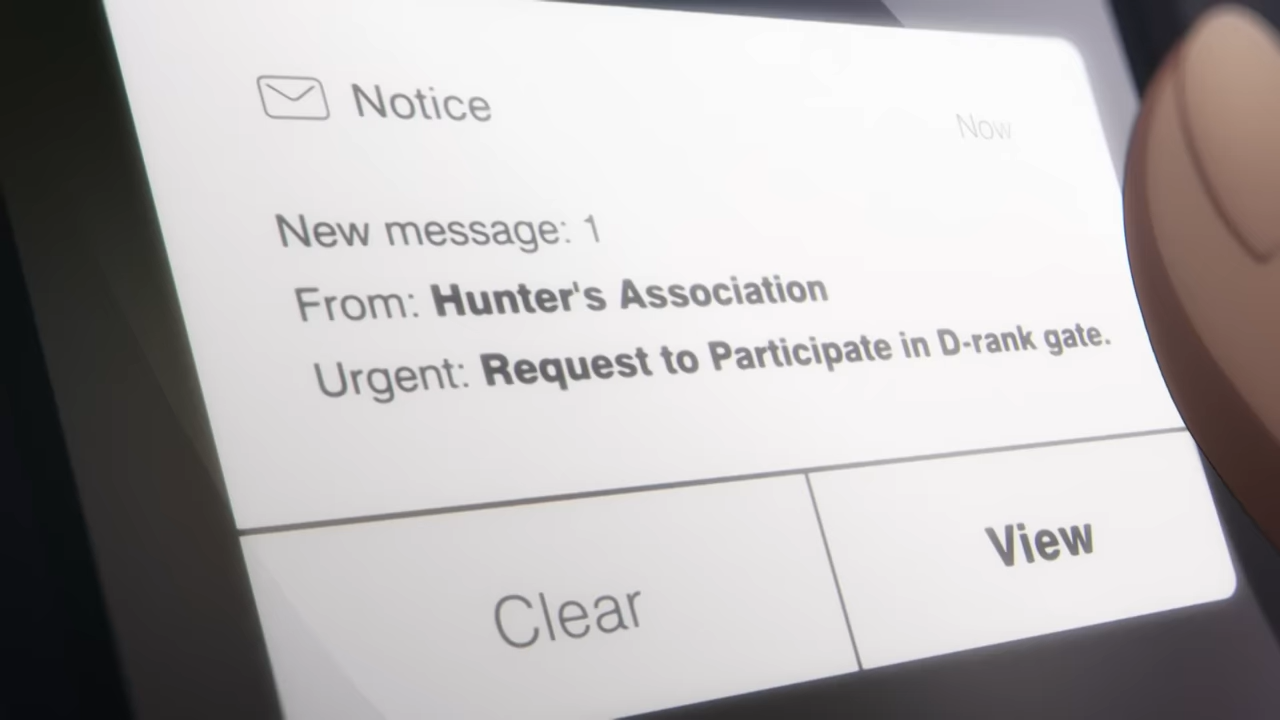 Notice
Now
New message: 1
From: Hunter's Association
Urgent: Request to Participate in D-rank gate.
Clear
View